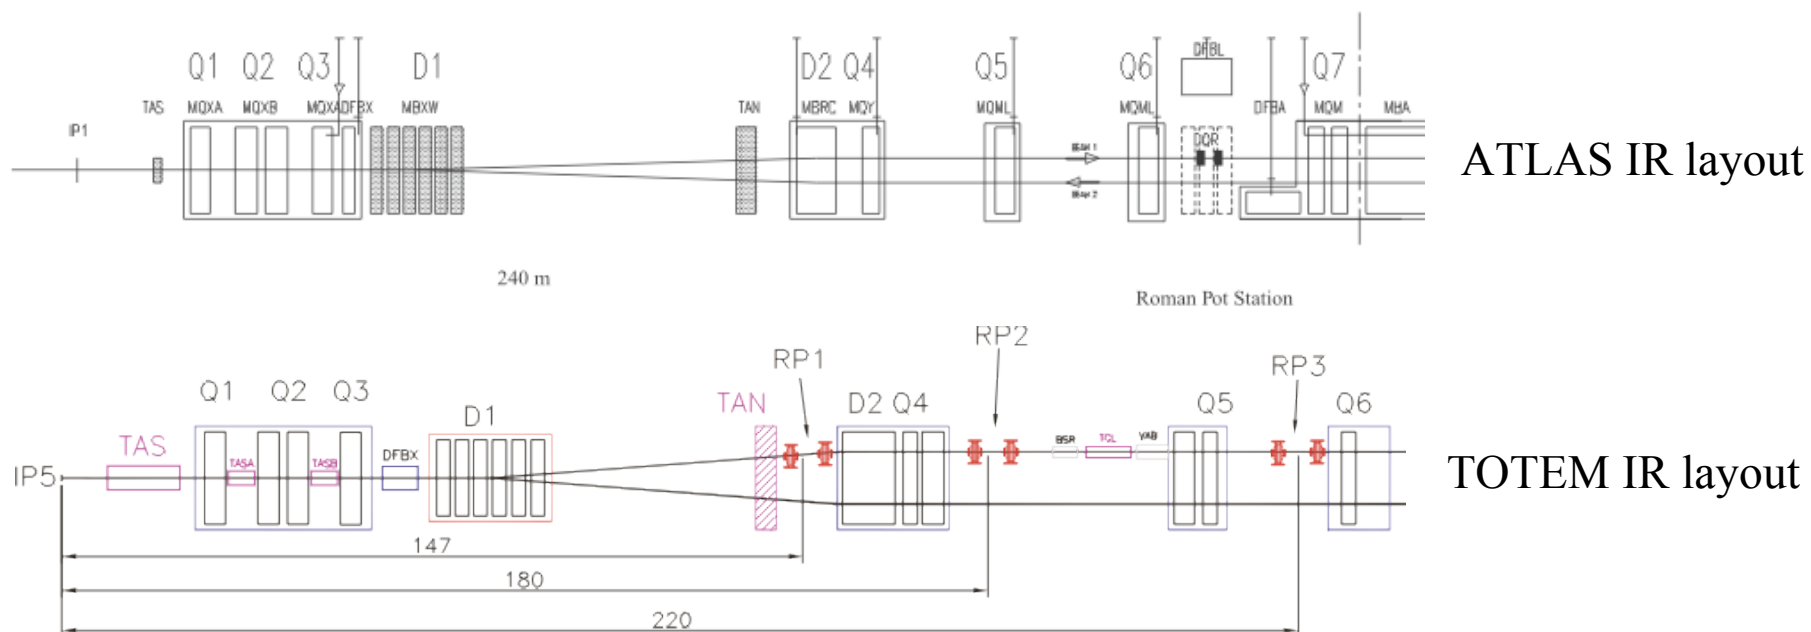 Q1 Q2 Q3 D1 D2 Q4 Q5 Q6 DFBL Q7
TAS MQXA MQXB MQXA DFBX MBXW TAN MBRC MQY MQML MQML DFBA MQM MBA
IP1 DQR
BEAM 1
BEAM 2
ATLAS IR layout
240 m
Roman Pot Station
RP1 RP2 RP3
Q1 Q2 Q3 D1 TAN D2 Q4 Q5 Q6
TAS DFBX BSR TCL VAB
IP5 TASA TASB
TOTEM IR layout
147
180
220